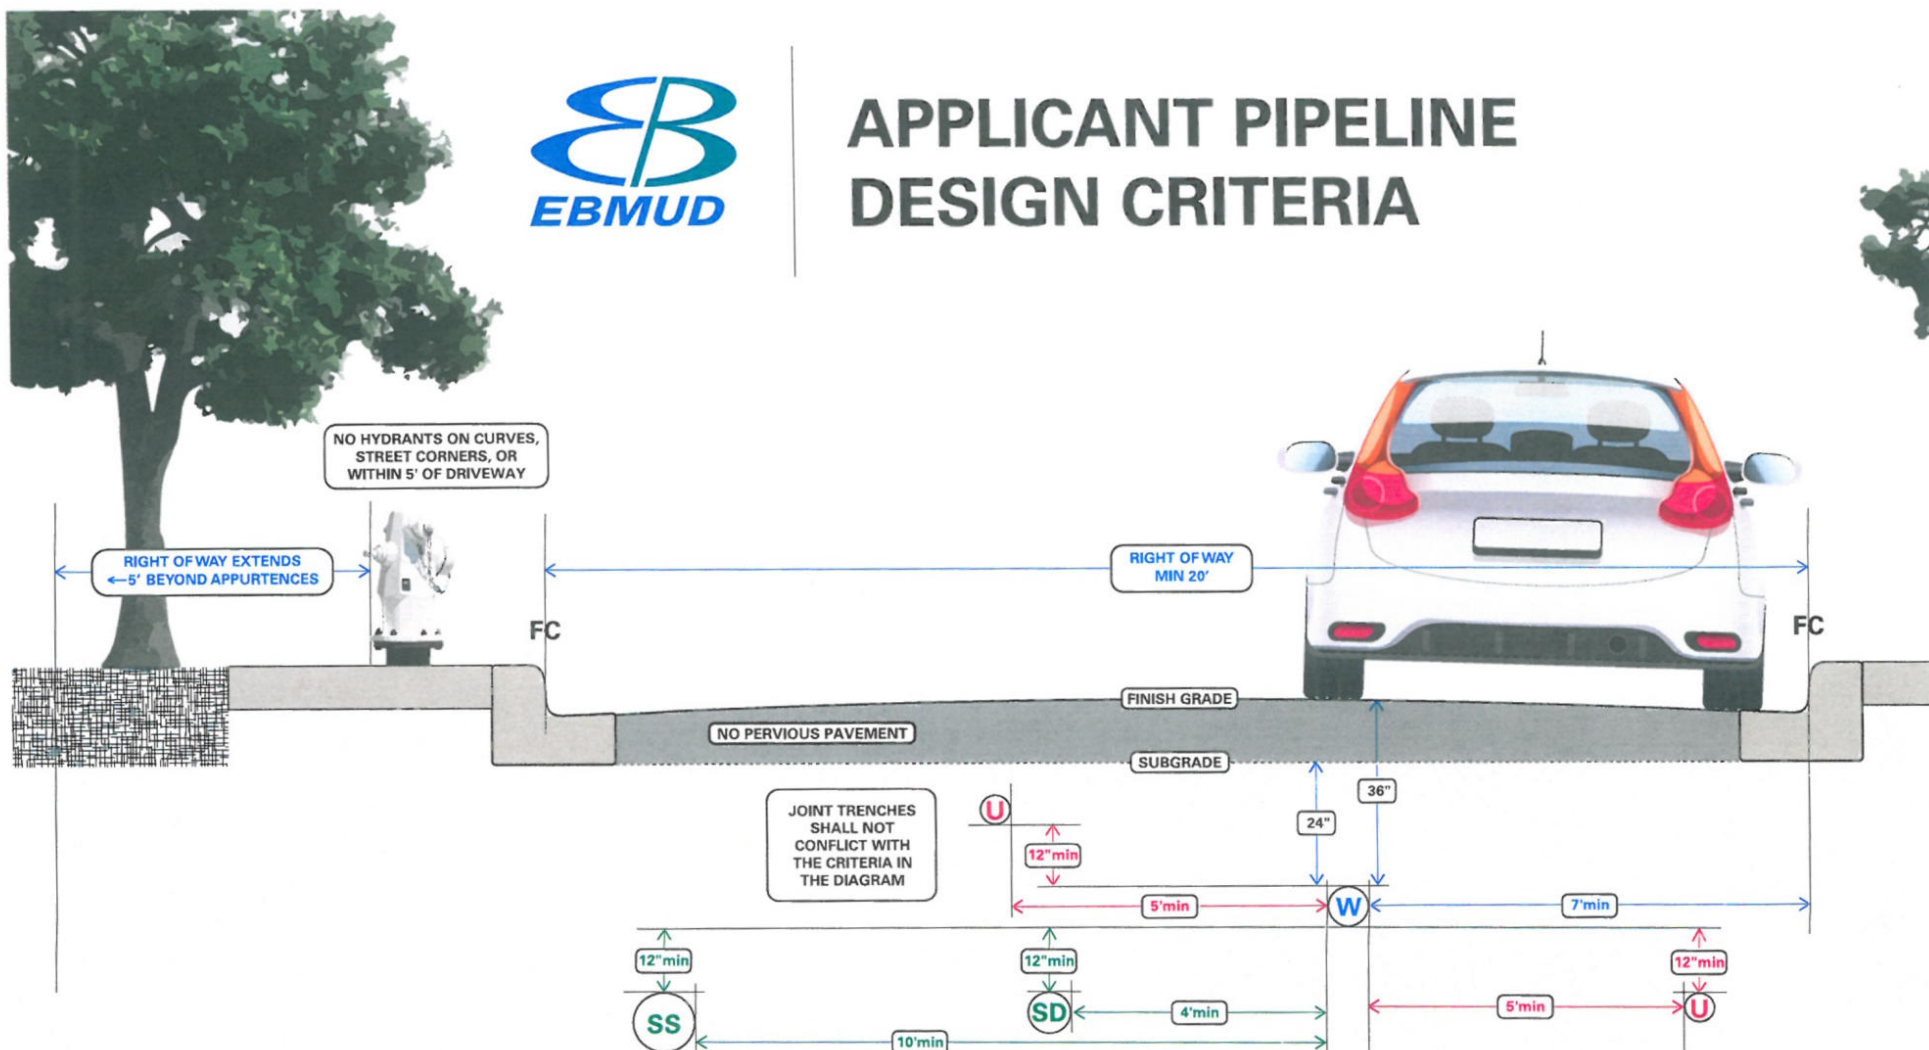 EBMUD
APPLICANT PIPELINE
DESIGN CRITERIA
NO HYDRANTS ON CURVES,
STREET CORNERS, OR
WITHIN 5' OF DRIVEWAY
RIGHT OF WAY EXTENDS
←5' BEYOND APPURTENCES
RIGHT OF WAY
MIN 20'
FC
FC
FINISH GRADE
NO PERVIOUS PAVEMENT
SUBGRADE
JOINT TRENCHES
SHALL NOT
CONFLICT WITH
THE CRITERIA IN
THE DIAGRAM
U
12"min
24"
36"
5'min
W
7'min
12"min
12"min
12"min
SS
SD
4'min
5'min
U
10'min